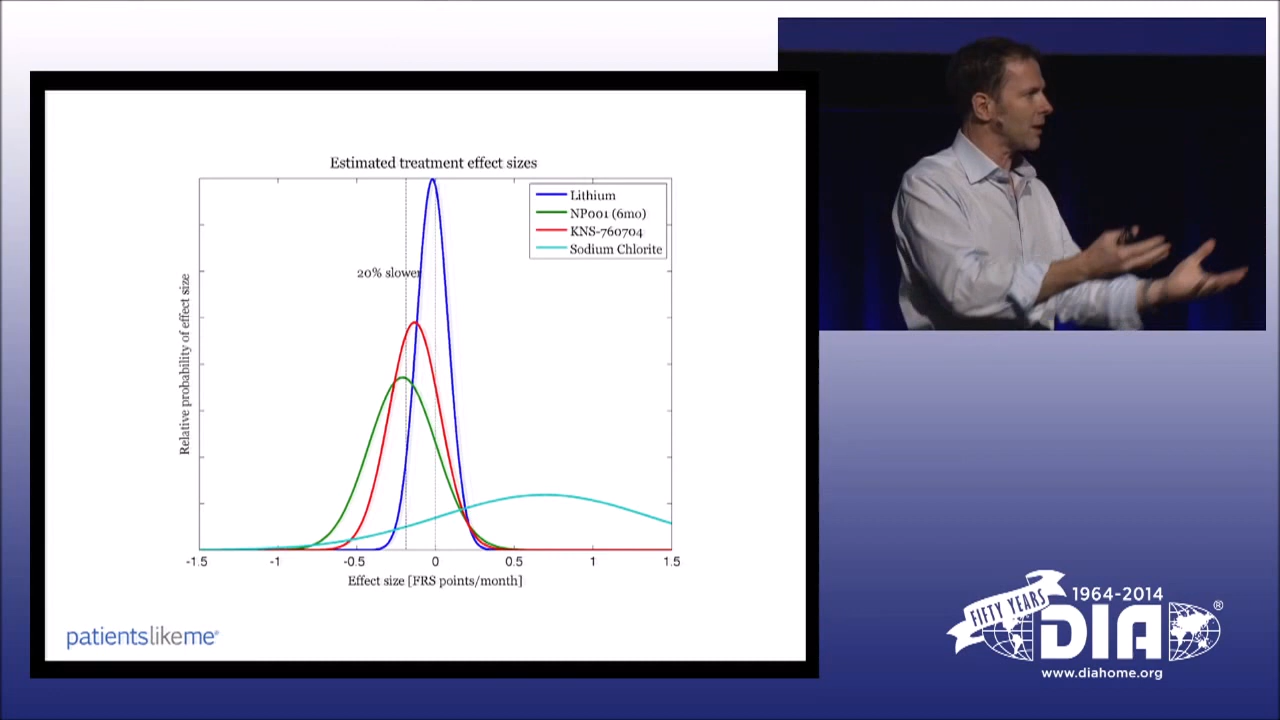 Estimated treatment effect sizes
Lithium
NP001 (6mo)
KNS-760704
Sodium Chlorite
20% slower
Relative probability of effect size
-1.5 -1 -0.5 0 0.5 1 1.5
Effect size [FRS points/month]
patientslikeme®
FIFTY YEARS
1964-2014
DIA®
www.diahome.org